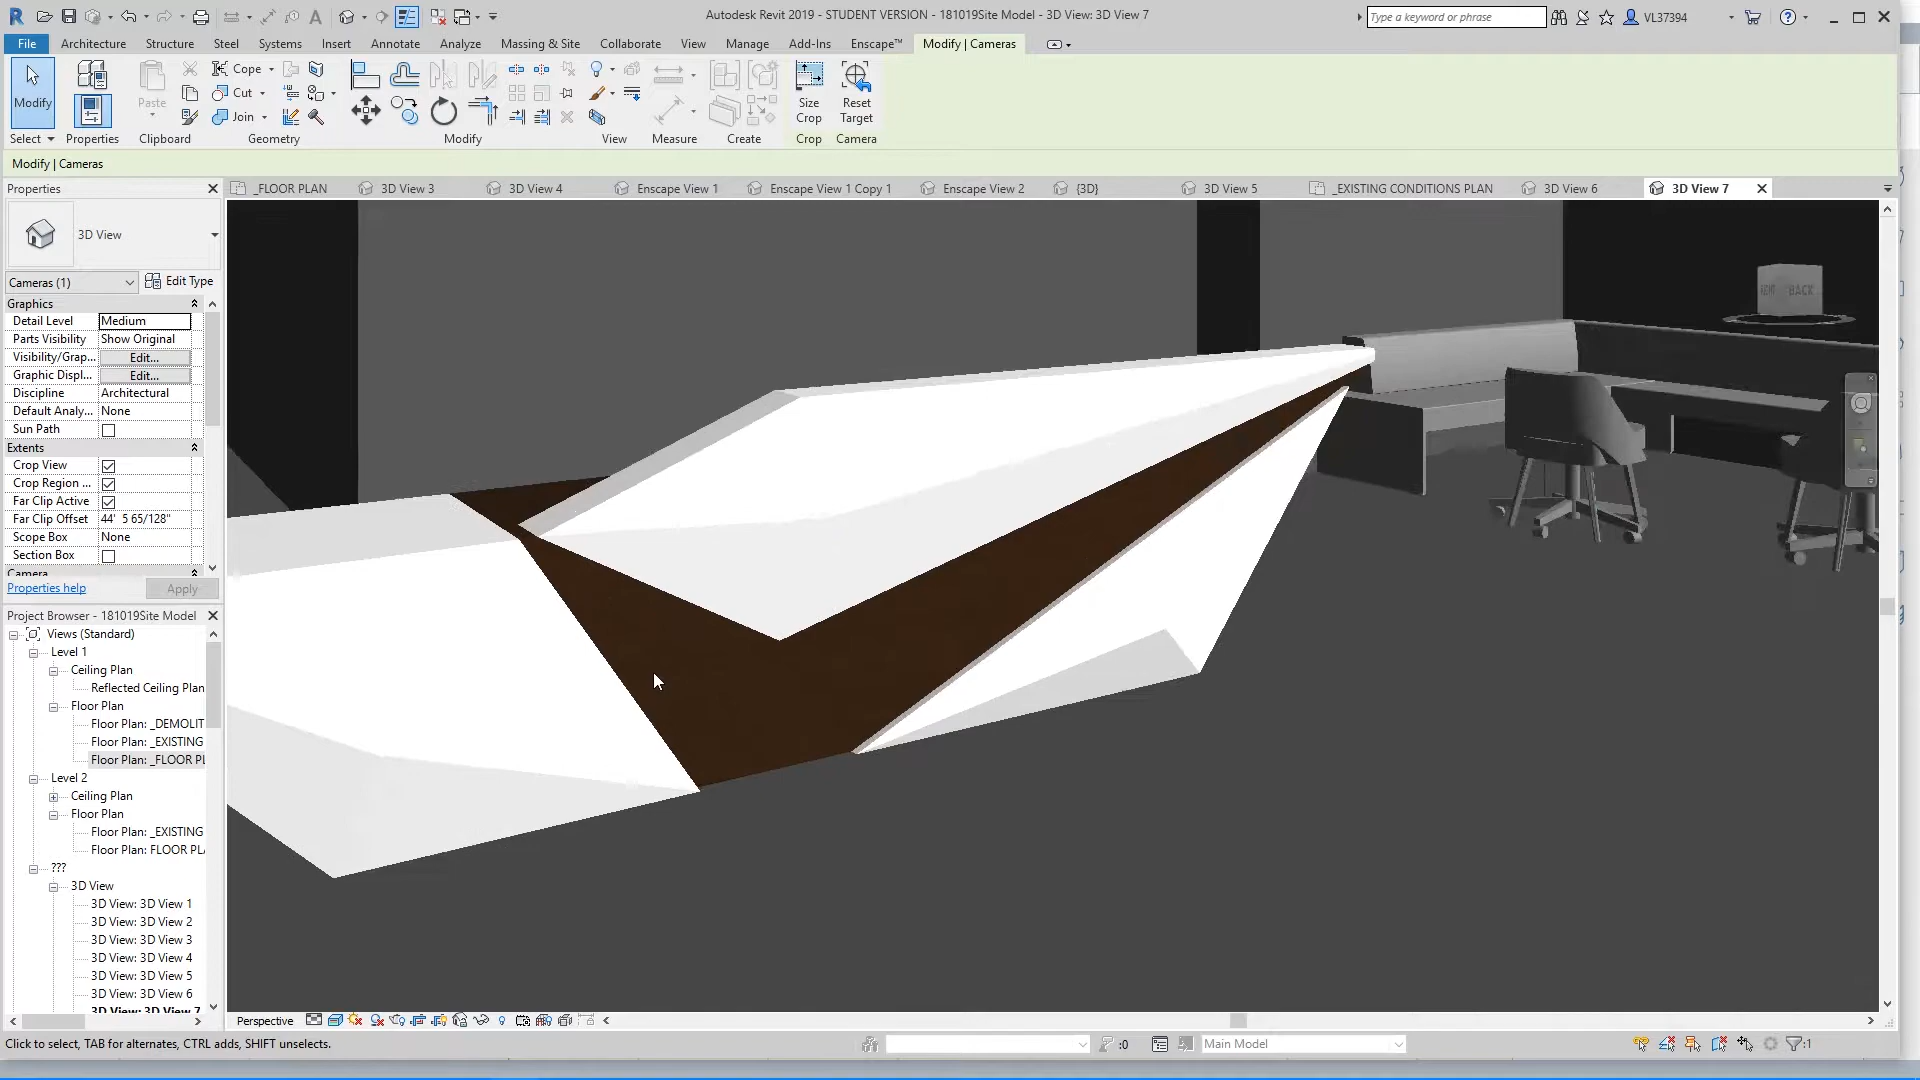 Autodesk Revit 2019 - STUDENT VERSION - 181019Site Model - 3D View: 3D View 7
Type a keyword or phrase
VL37394
File
Architecture
Structure
Steel
Systems
Insert
Annotate
Analyze
Massing & Site
Collaborate
View
Manage
Add-Ins
Enscape™
Modify | Cameras
Modify
Paste
Cope
Cut
Join
Size Crop
Reset Target
Select
Properties
Clipboard
Geometry
Modify
View
Measure
Create
Crop
Camera
Modify | Cameras
Properties
_FLOOR PLAN
3D View 3
3D View 4
Enscape View 1
Enscape View 1 Copy 1
Enscape View 2
{3D}
3D View 5
_EXISTING CONDITIONS PLAN
3D View 6
3D View 7
3D View
Cameras (1)
Edit Type
Graphics
Detail Level Medium
Parts Visibility Show Original
Visibility/Grap... Edit...
Graphic Displ... Edit...
Discipline Architectural
Default Analy... None
Sun Path
Extents
Crop View
Crop Region ...
Far Clip Active
Far Clip Offset 44' 5 65/128"
Scope Box None
Section Box
Camera
Properties help
Apply
Project Browser - 181019Site Model
Views (Standard)
Level 1
Ceiling Plan
Reflected Ceiling Plan
Floor Plan
Floor Plan: _DEMOLIT
Floor Plan: _EXISTING
Floor Plan: _FLOOR PL
Level 2
Ceiling Plan
Floor Plan
Floor Plan: _EXISTING
Floor Plan: FLOOR PL
???
3D View
3D View: 3D View 1
3D View: 3D View 2
3D View: 3D View 3
3D View: 3D View 4
3D View: 3D View 5
3D View: 3D View 6
3D View: 3D View 7
BACK
Perspective
Click to select, TAB for alternates, CTRL adds, SHIFT unselects.
:0
Main Model
:1